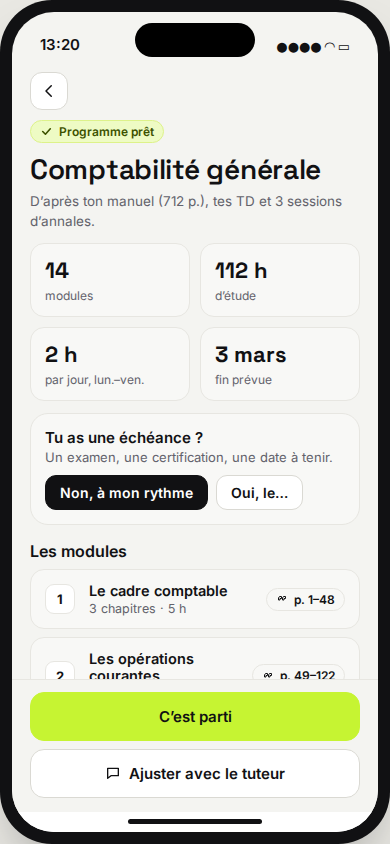 13:20
Programme prêt
Comptabilité générale
D’après ton manuel (712 p.), tes TD et 3 sessions
d’annales.
14
modules
112 h
d’étude
2 h
par jour, lun.–ven.
3 mars
fin prévue
Tu as une échéance ?
Un examen, une certification, une date à tenir.
Non, à mon rythme
Oui, le…
Les modules
1
Le cadre comptable
3 chapitres · 5 h
p. 1–48
2
Les opérations
courantes
p. 49–122
C’est parti
Ajuster avec le tuteur